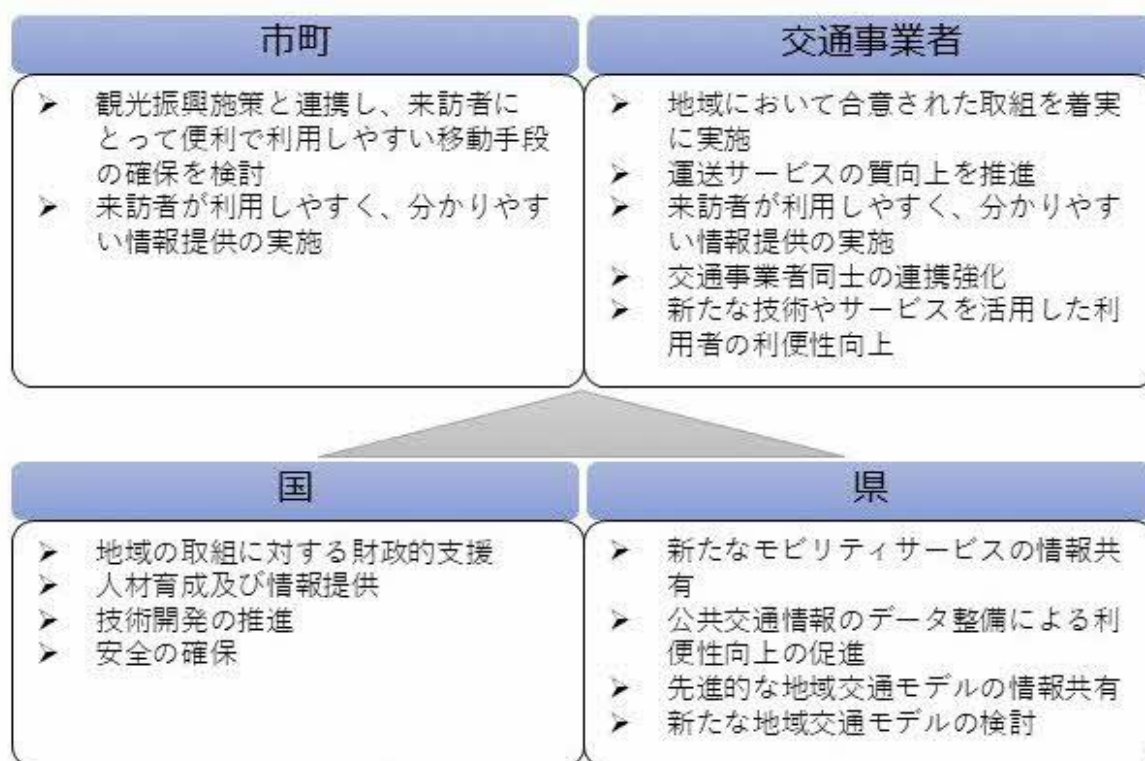 市町
➢ 観光振興施策と連携し、来訪者に
とって便利で利用しやすい移動手段
の確保を検討
➢ 来訪者が利用しやすく、分かりやす
い情報提供の実施
交通事業者
➢ 地域において合意された取組を着実
に実施
➢ 運送サービスの質向上を推進
➢ 来訪者が利用しやすく、分かりやす
い情報提供の実施
➢ 交通事業者同士の連携強化
➢ 新たな技術やサービスを活用した利
用者の利便性向上
国
➢ 地域の取組に対する財政的支援
➢ 人材育成及び情報提供
➢ 技術開発の推進
➢ 安全の確保
県
➢ 新たなモビリティサービスの情報共
有
➢ 公共交通情報のデータ整備による利
便性向上の促進
➢ 先進的な地域交通モデルの情報共有
➢ 新たな地域交通モデルの検討